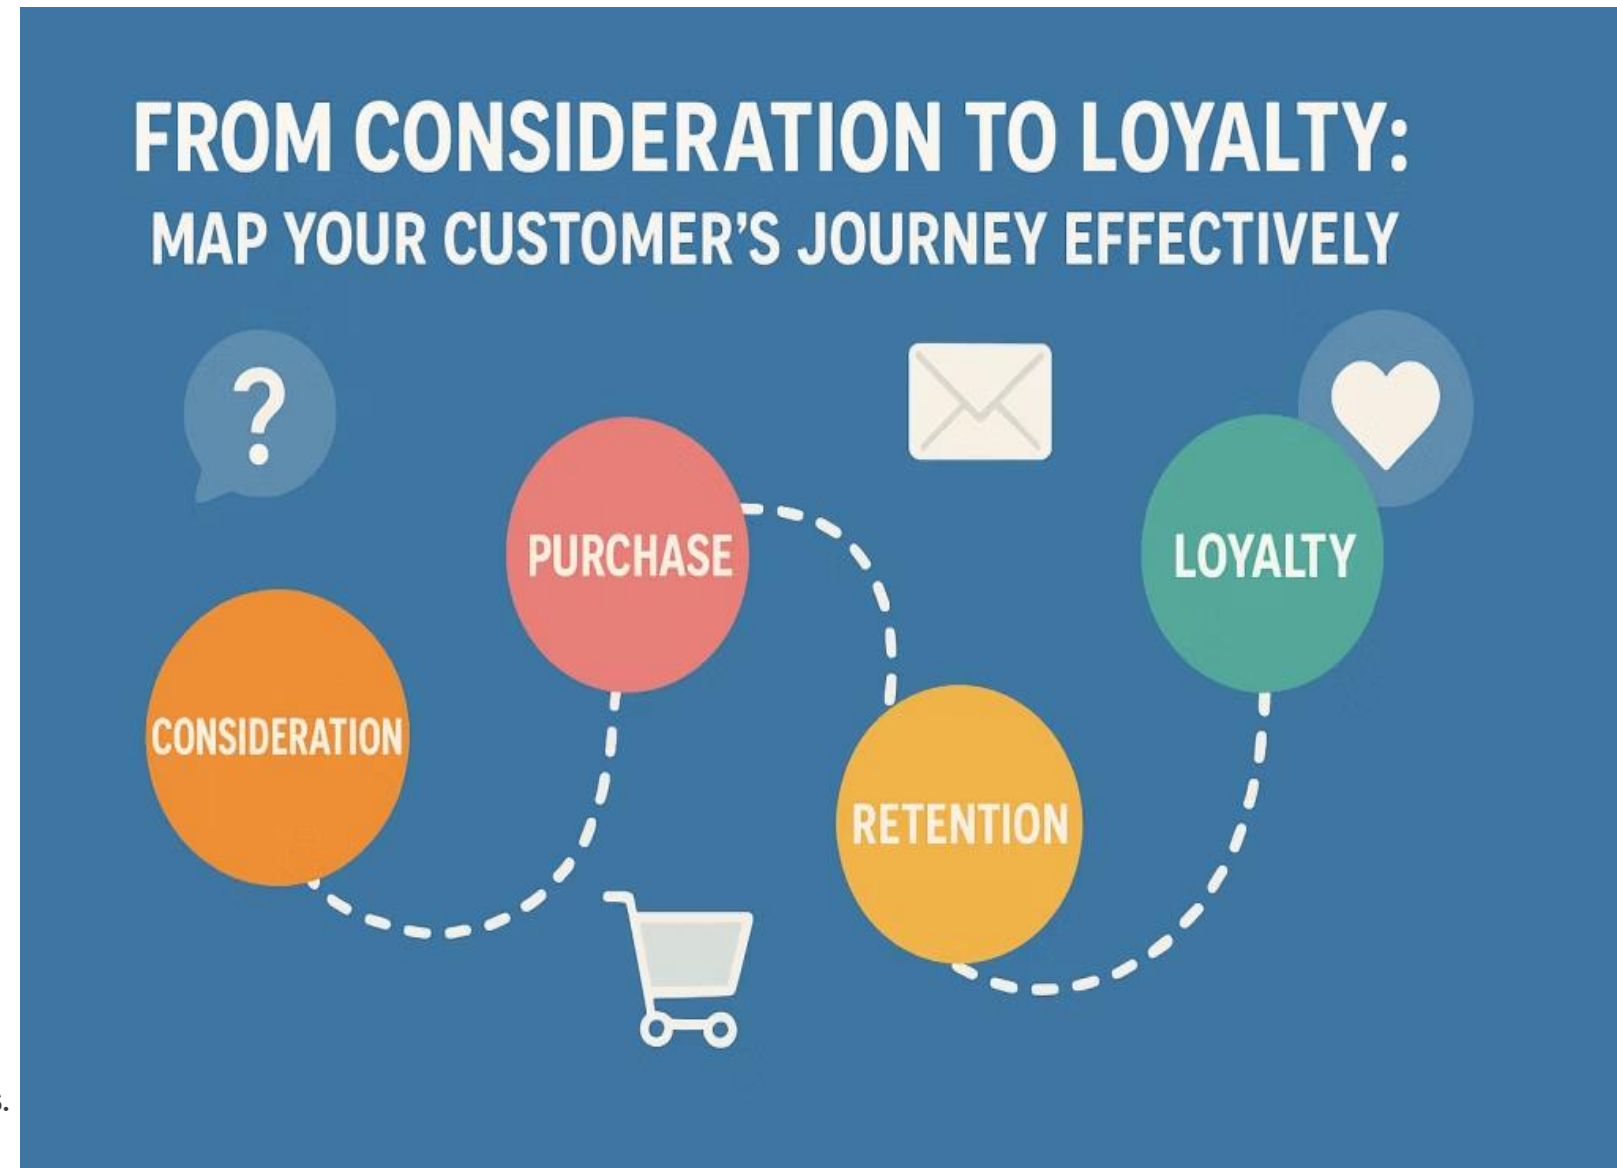 FROM CONSIDERATION TO LOYALTY:
MAP YOUR CUSTOMER’S JOURNEY EFFECTIVELY
?
PURCHASE
LOYALTY
CONSIDERATION
RETENTION